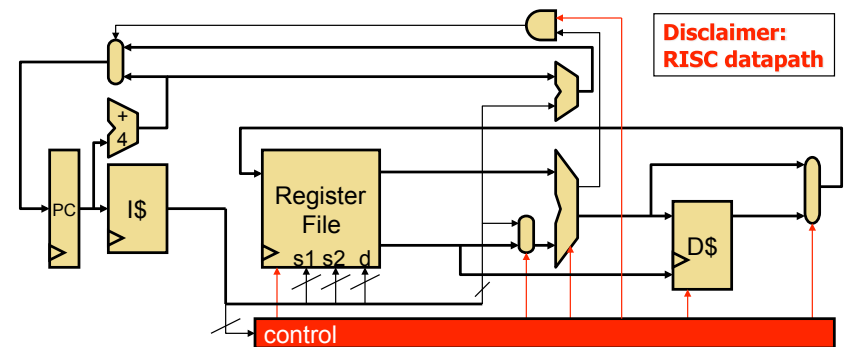 Disclaimer:
RISC datapath
+
4
PC
I$
Register
File
s1 s2 d
D$
control